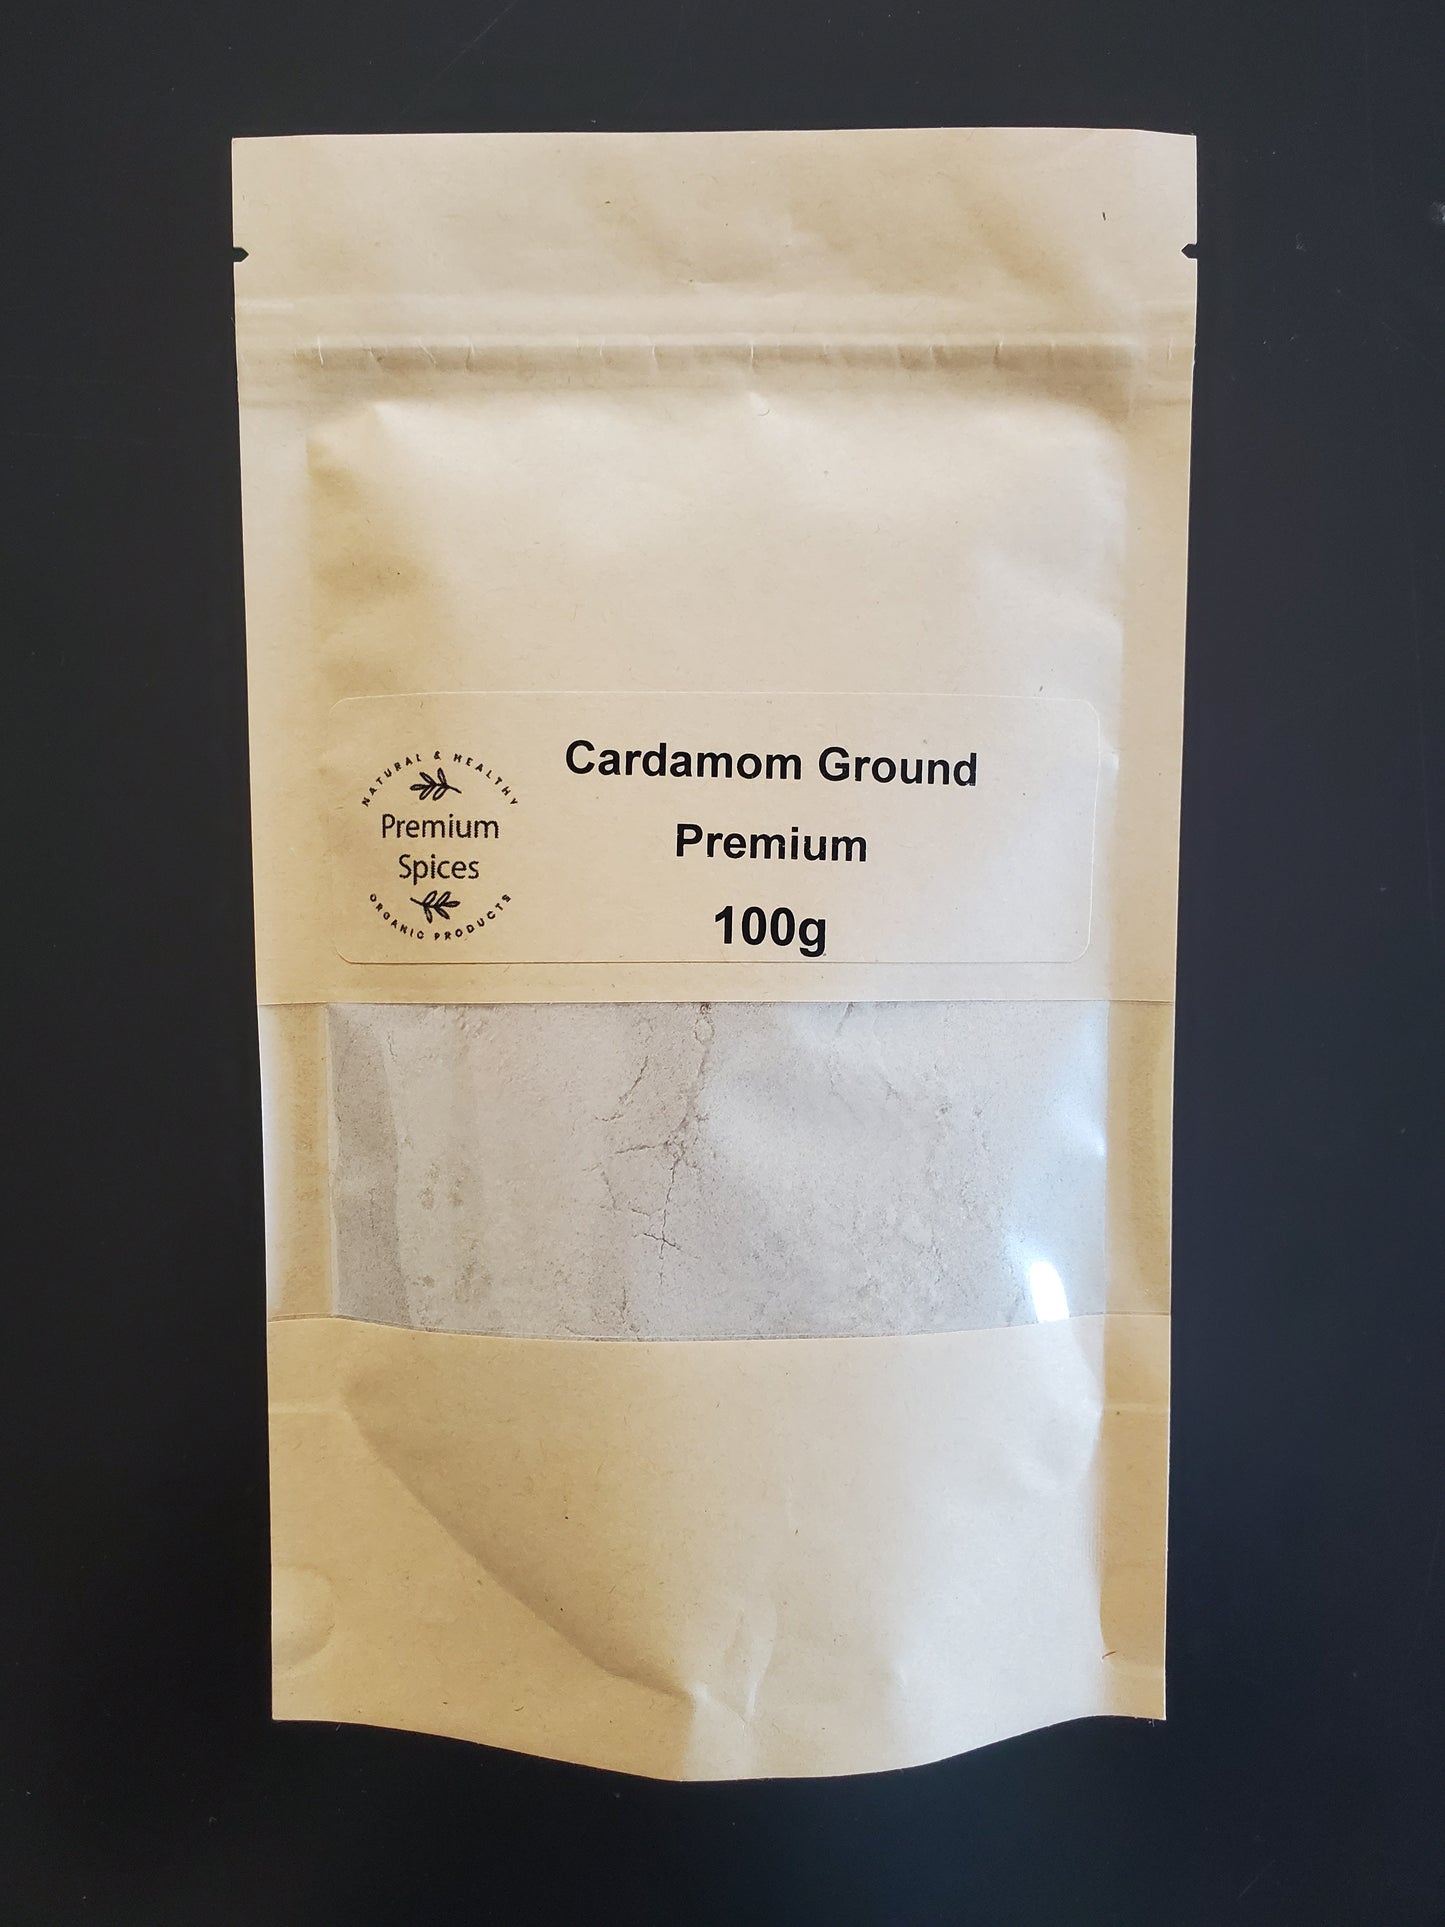 NATURAL & HEALTHY
Premium
Spices
ORGANIC PRODUCTS
Cardamom Ground
Premium
100g